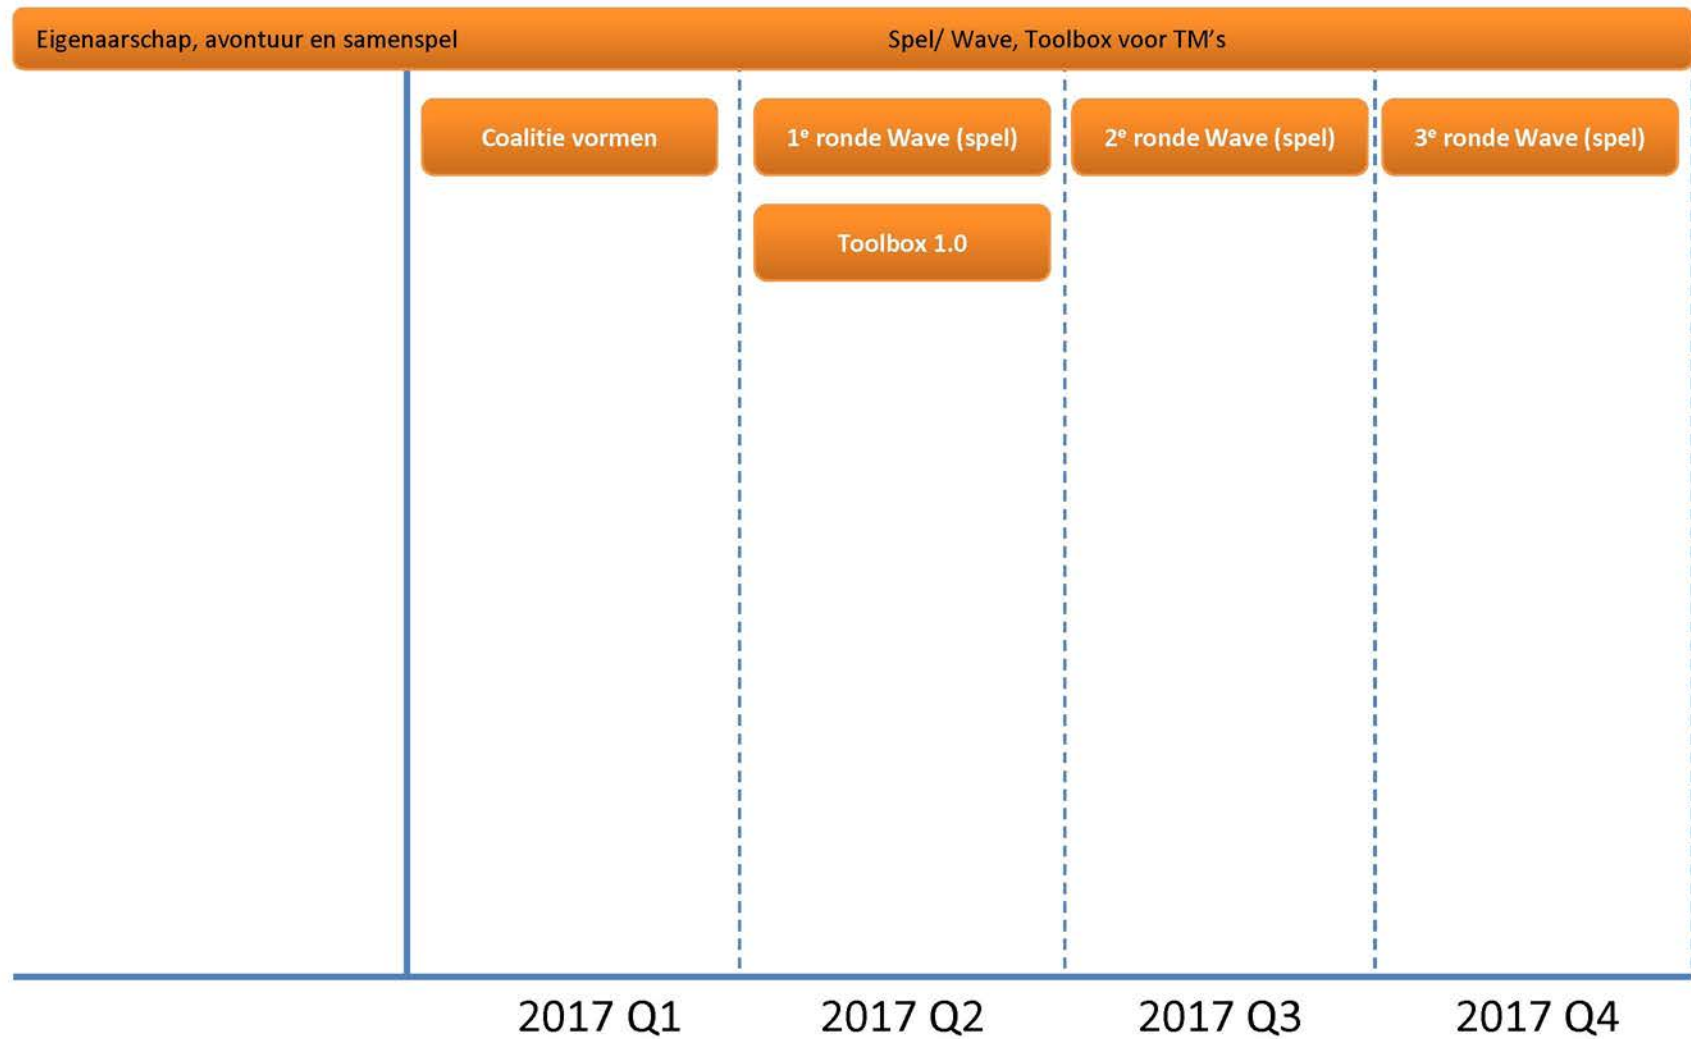 Eigenaarschap, avontuur en samenspel
Spel/ Wave, Toolbox voor TM’s
Coalitie vormen
1e ronde Wave (spel)
2e ronde Wave (spel)
3e ronde Wave (spel)
Toolbox 1.0
2017 Q1
2017 Q2
2017 Q3
2017 Q4